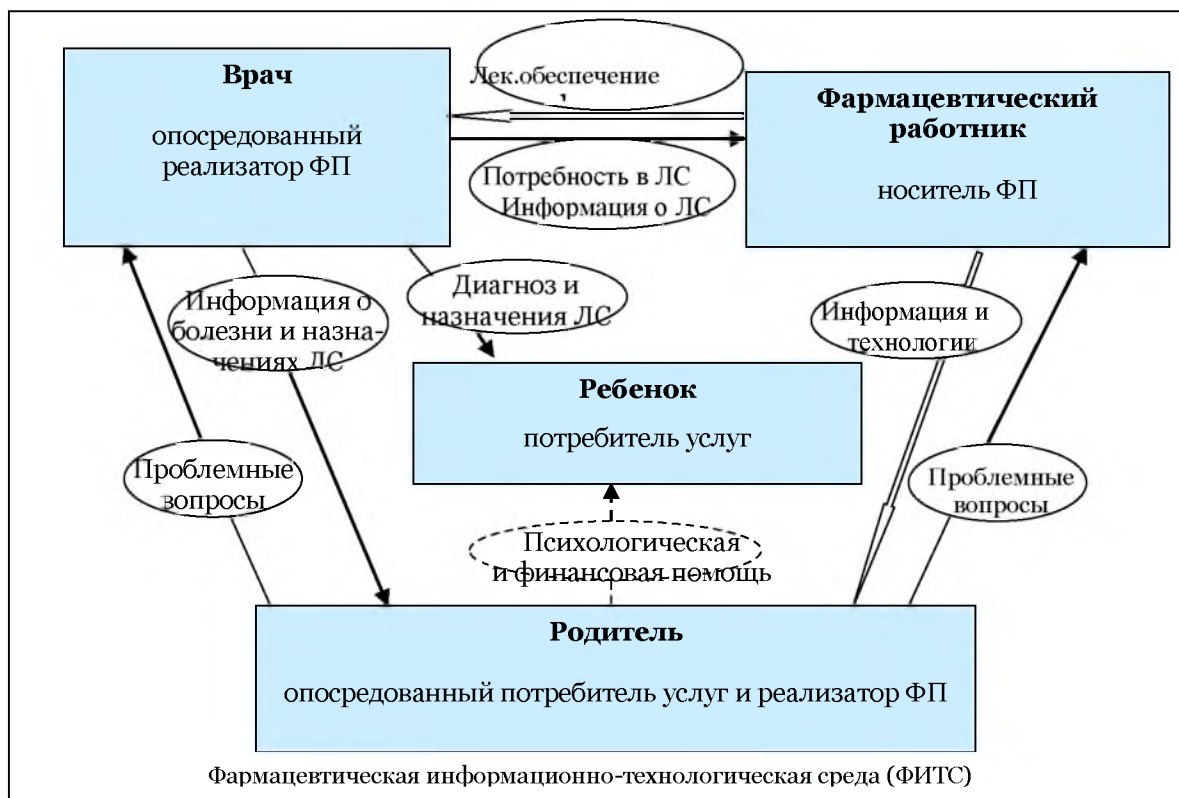 Врач
опосредованный
реализатор ФП
Лек.обеспечение
Фармацевтический
работник
носитель ФП
Потребность в ЛС
Информация о ЛС
Информация о
болезни и назна-
чениях ЛС
Диагноз и
назначения ЛС
Информация и
технологии
Ребенок
потребитель услуг
Проблемные
вопросы
Проблемные
вопросы
Психологическая
и финансовая помощь
Родитель
опосредованный потребитель услуг и реализатор ФП
Фармацевтическая информационно-технологическая среда (ФИТС)